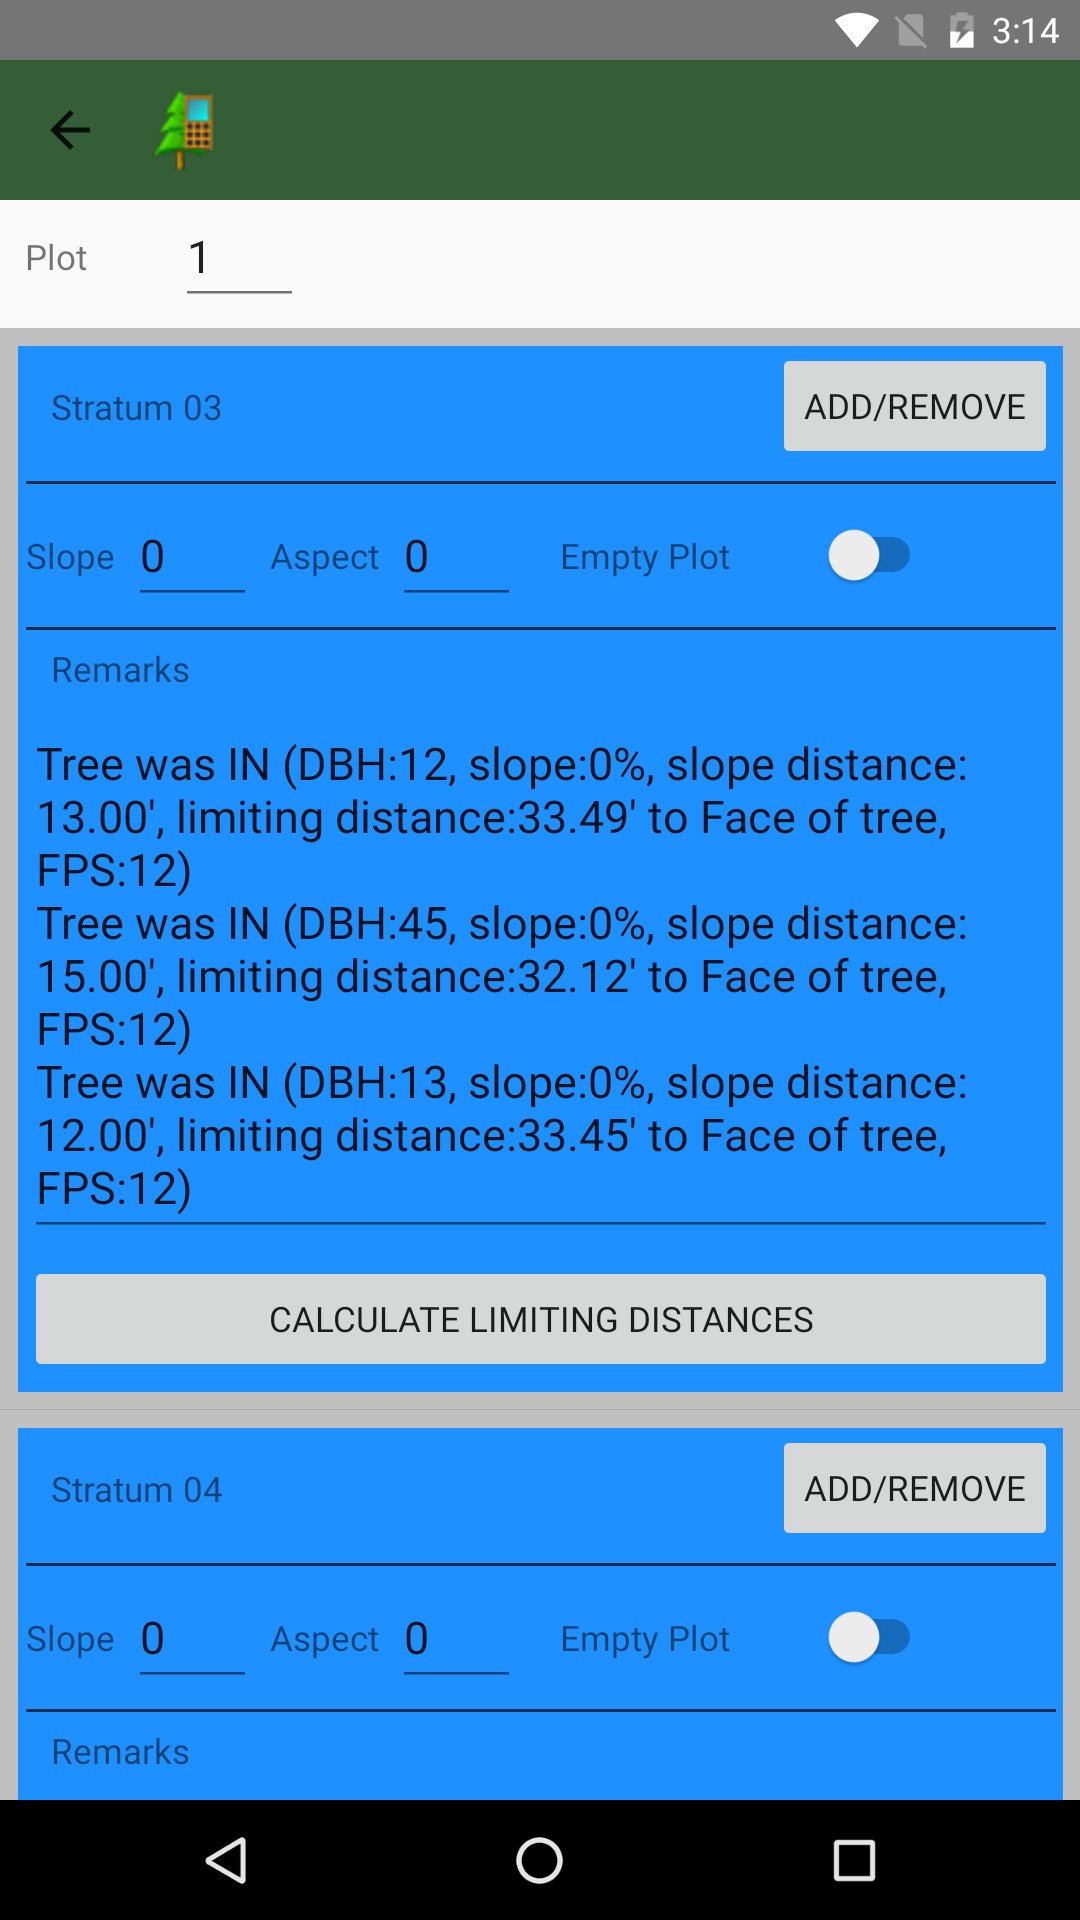 3:14
Plot 1
Stratum 03 ADD/REMOVE
Slope 0 Aspect 0 Empty Plot
Remarks
Tree was IN (DBH:12, slope:0%, slope distance:
13.00', limiting distance:33.49' to Face of tree,
FPS:12)
Tree was IN (DBH:45, slope:0%, slope distance:
15.00', limiting distance:32.12' to Face of tree,
FPS:12)
Tree was IN (DBH:13, slope:0%, slope distance:
12.00', limiting distance:33.45' to Face of tree,
FPS:12)
CALCULATE LIMITING DISTANCES
Stratum 04 ADD/REMOVE
Slope 0 Aspect 0 Empty Plot
Remarks